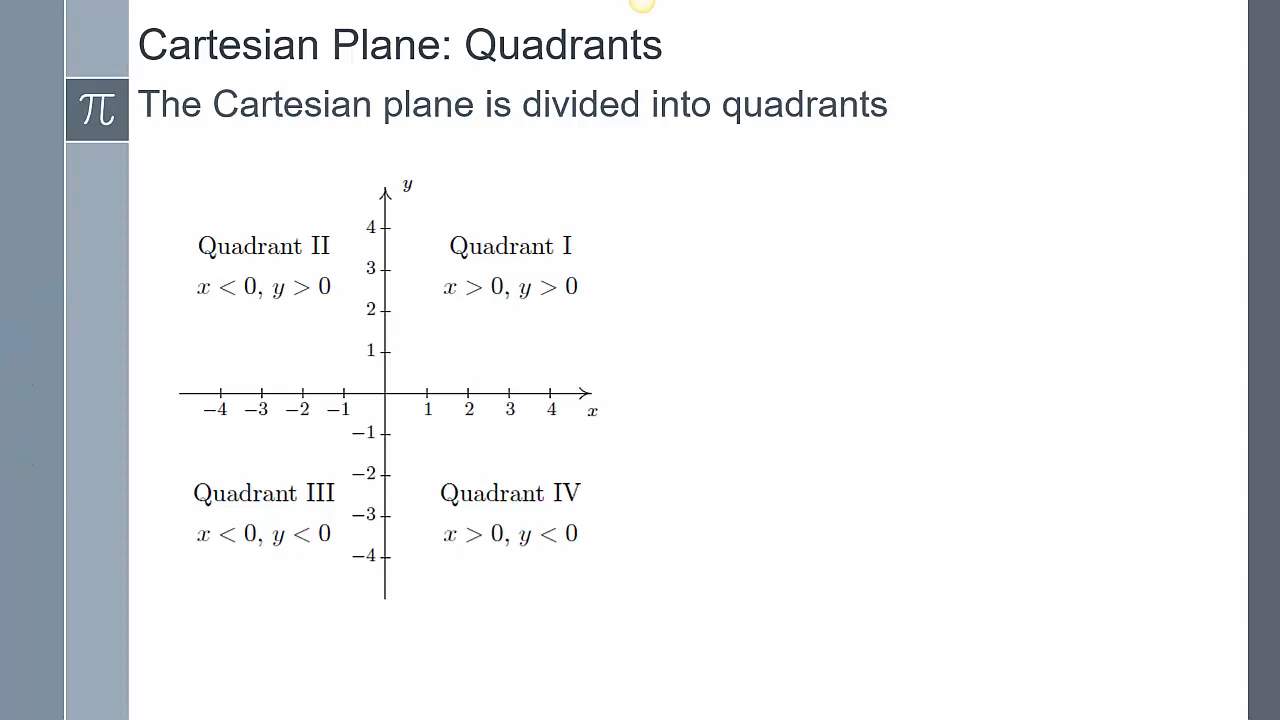 Cartesian Plane: Quadrants
π
The Cartesian plane is divided into quadrants
y
4
Quadrant II
Quadrant I
3
x < 0, y > 0
x > 0, y > 0
2
1
−4 −3 −2 −1 1 2 3 4
x
−1
−2
Quadrant III
Quadrant IV
−3
x < 0, y < 0
x > 0, y < 0
−4